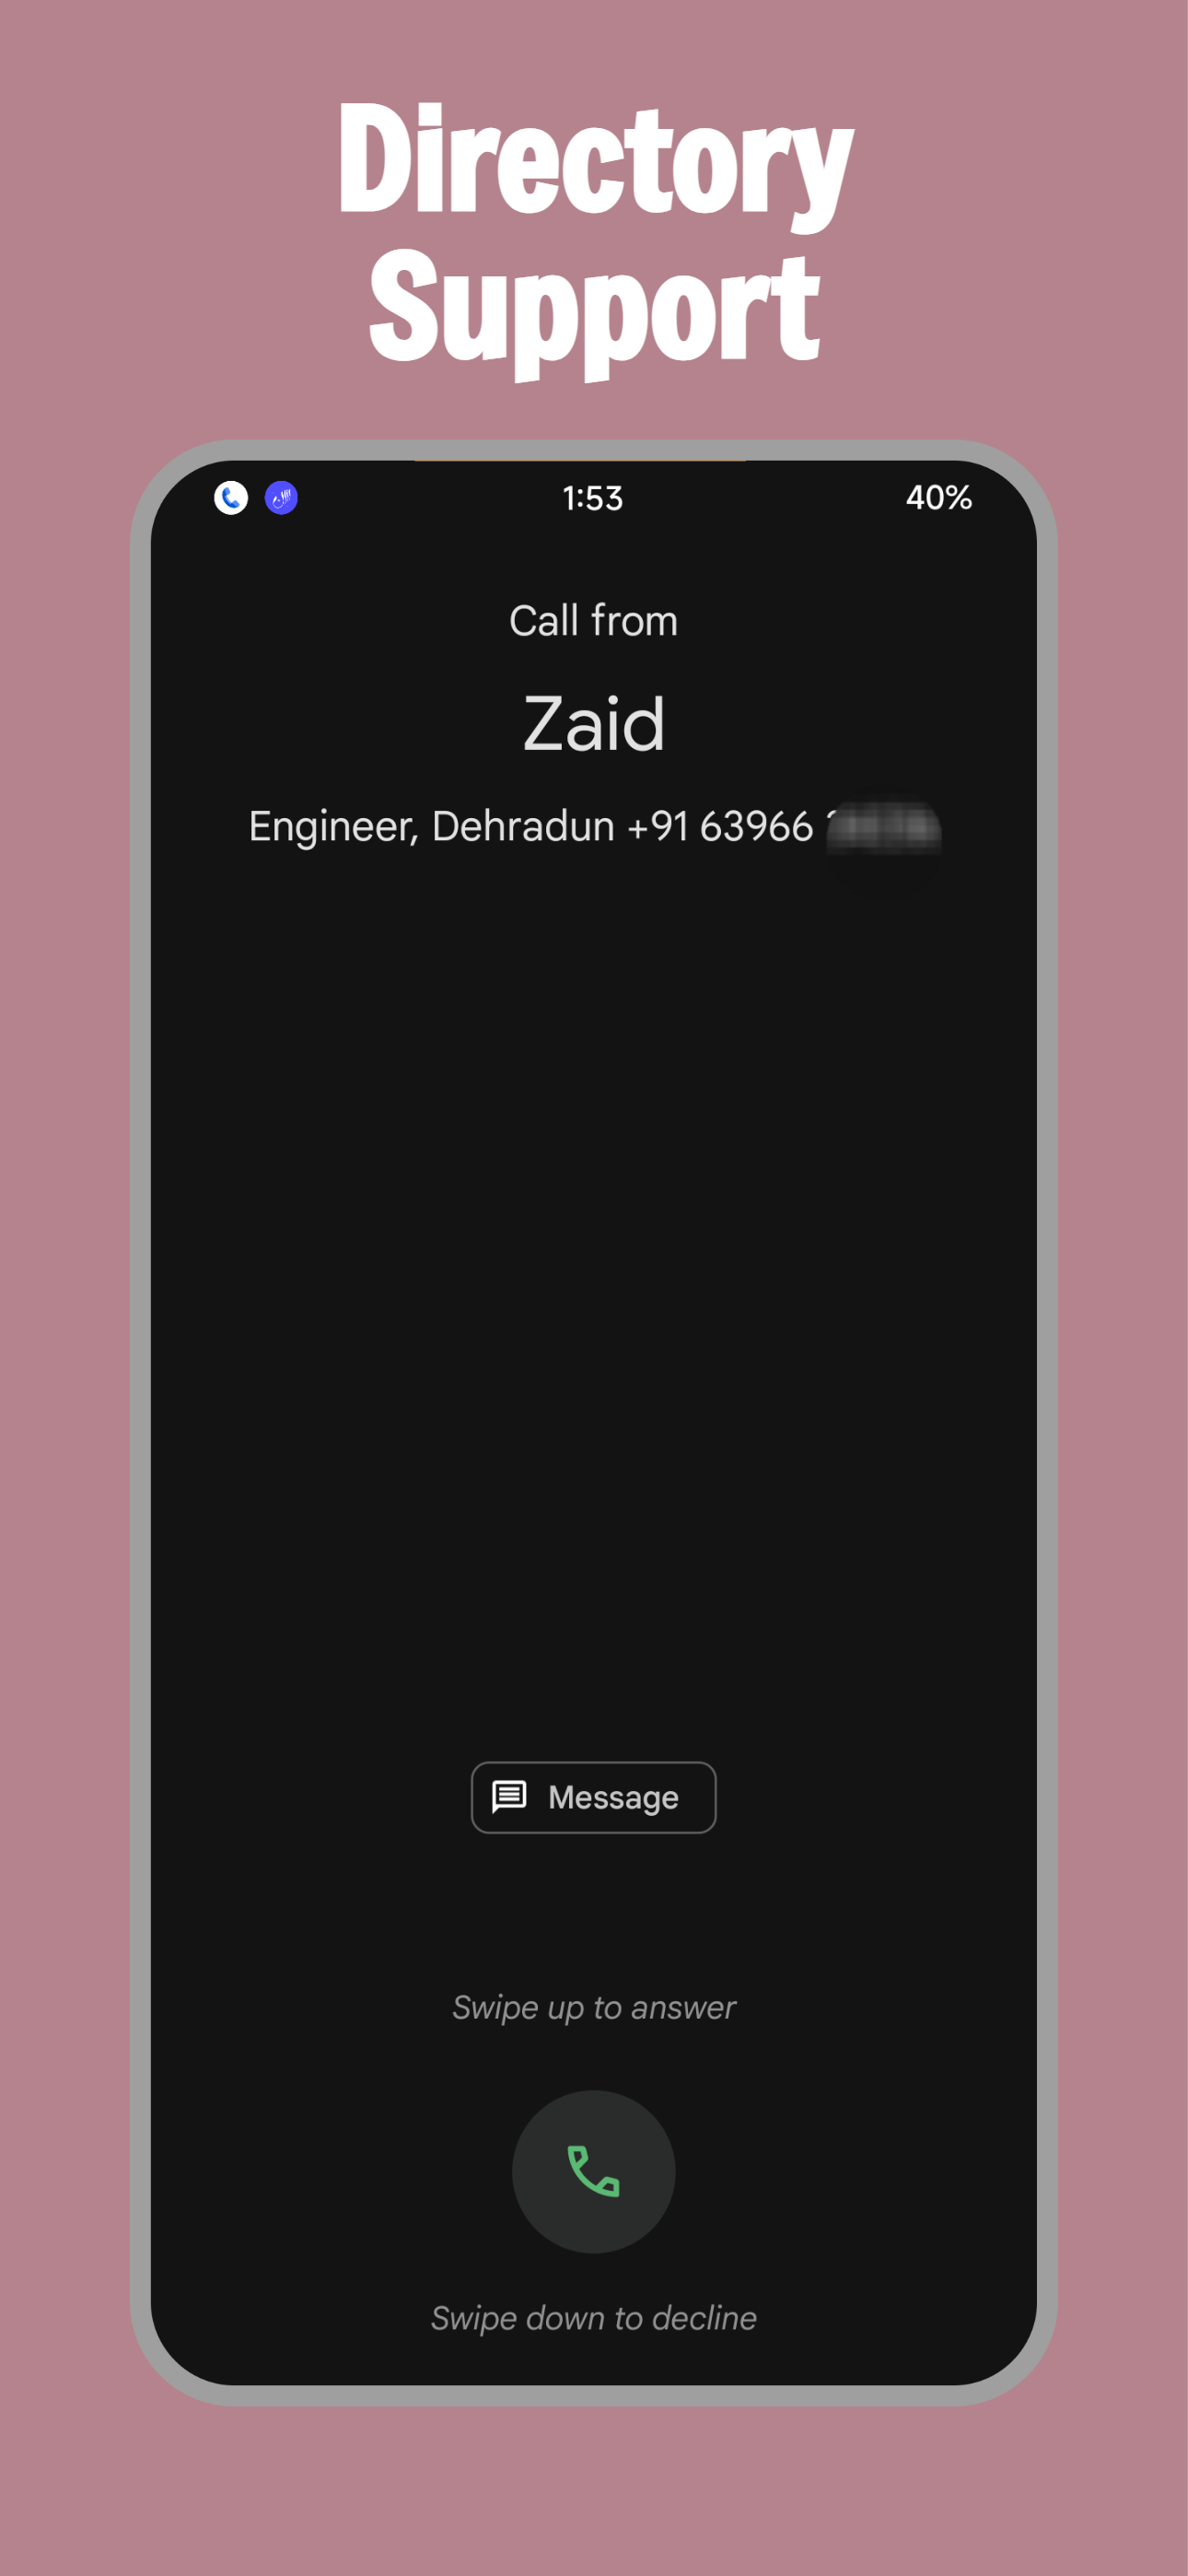 Directory
Support
1:53
40%
Call from
Zaid
Engineer, Dehradun +91 63966
Message
Swipe up to answer
Swipe down to decline